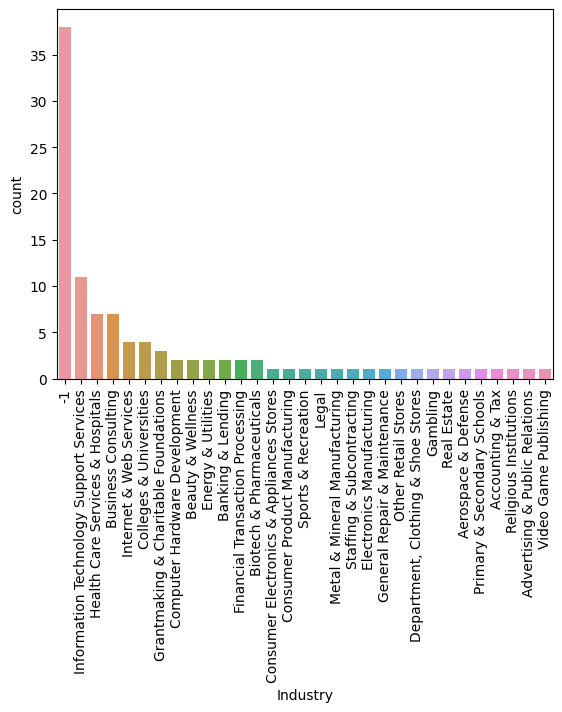 count
35
30
25
20
15
10
5
0
-1
Information Technology Support Services
Health Care Services & Hospitals
Business Consulting
Internet & Web Services
Colleges & Universities
Grantmaking & Charitable Foundations
Computer Hardware Development
Beauty & Wellness
Energy & Utilities
Banking & Lending
Financial Transaction Processing
Biotech & Pharmaceuticals
Consumer Electronics & Appliances Stores
Consumer Product Manufacturing
Sports & Recreation
Legal
Metal & Mineral Manufacturing
Staffing & Subcontracting
Electronics Manufacturing
General Repair & Maintenance
Other Retail Stores
Department, Clothing & Shoe Stores
Gambling
Real Estate
Aerospace & Defense
Primary & Secondary Schools
Accounting & Tax
Religious Institutions
Advertising & Public Relations
Video Game Publishing
Industry